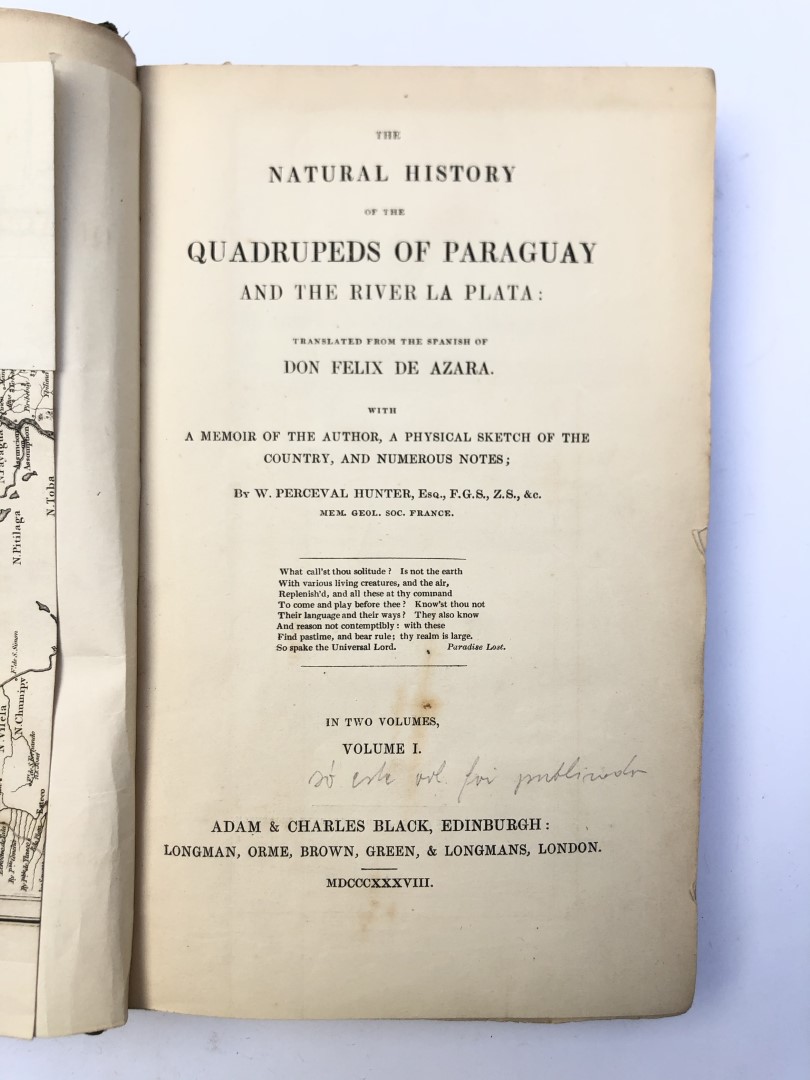 THE
NATURAL HISTORY
OF THE
QUADRUPEDS OF PARAGUAY
AND THE RIVER LA PLATA:
TRANSLATED FROM THE SPANISH OF
DON FELIX DE AZARA.
WITH
A MEMOIR OF THE AUTHOR, A PHYSICAL SKETCH OF THE
COUNTRY, AND NUMEROUS NOTES;
By W. PERCEVAL HUNTER, Esq., F.G.S., Z.S., &c.
MEM. GEOL. SOC. FRANCE.
What call'st thou solitude? Is not the earth
With various living creatures, and the air,
Replenish'd, and all these at thy command
To come and play before thee? Know'st thou not
Their language and their ways? They also know
And reason not contemptibly: with these
Find pastime, and bear rule; thy realm is large.
So spake the Universal Lord. Paradise Lost.
IN TWO VOLUMES,
VOLUME I.
só este vol. foi publicado
ADAM & CHARLES BLACK, EDINBURGH:
LONGMAN, ORME, BROWN, GREEN, & LONGMANS, LONDON.
MDCCCXXXVIII.
N. Toba
N. Pitilaga
N. Chunipy
N. Vilela